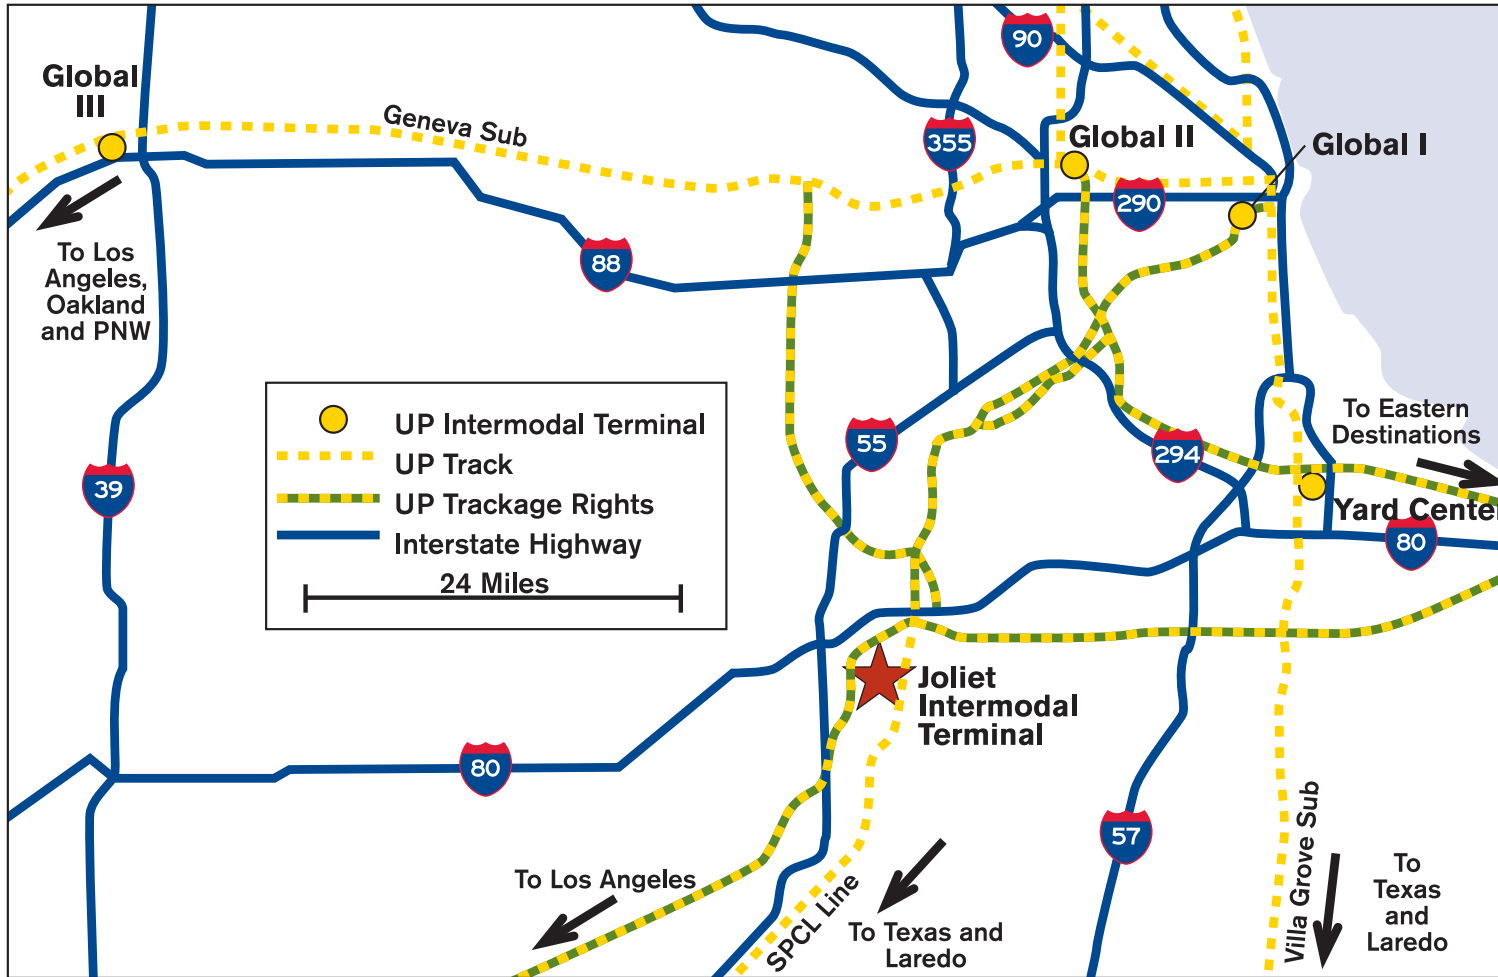 90
Global
III
Geneva Sub
355
Global II
Global I
290
To Los
Angeles,
Oakland
and PNW
88
UP Intermodal Terminal
UP Track
UP Trackage Rights
Interstate Highway
24 Miles
39
55
294
To Eastern
Destinations
Yard Center
80
Joliet
Intermodal
Terminal
80
57
To Los Angeles
SPCL Line
To Texas and
Laredo
Villa Grove Sub
To
Texas
and
Laredo